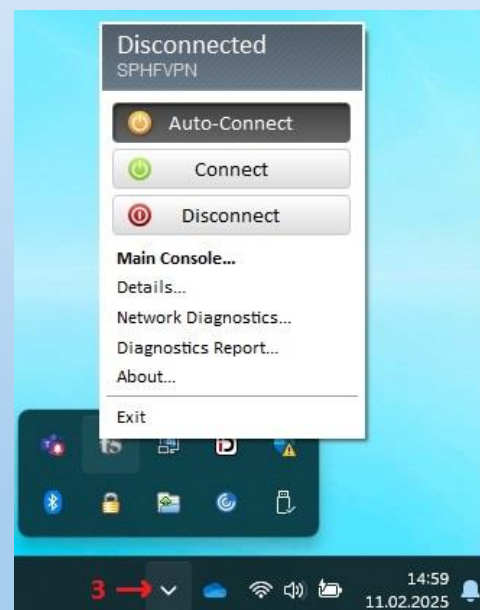 Disconnected
SPHFVPN
Auto-Connect
Connect
Disconnect
Main Console...
Details...
Network Diagnostics...
Diagnostics Report...
About...
Exit
3
14:59
11.02.2025